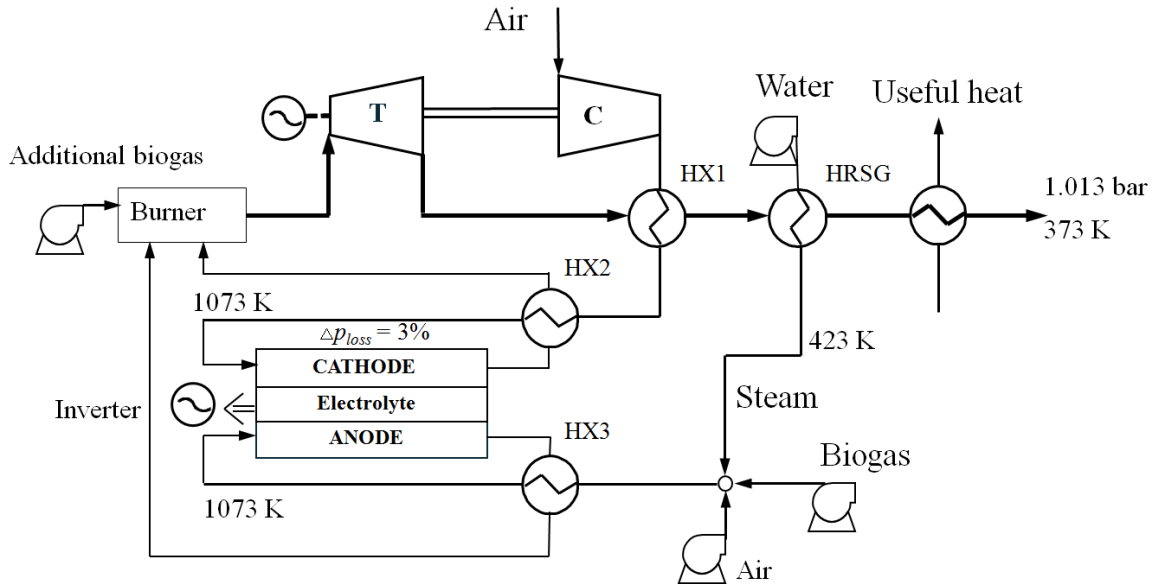 Air
Water
Useful heat
T
C
Additional biogas
HX1
HRSG
1.013 bar
Burner
373 K
HX2
1073 K
△p_loss = 3%
423 K
CATHODE
Inverter
Electrolyte
Steam
ANODE
HX3
Biogas
1073 K
Air